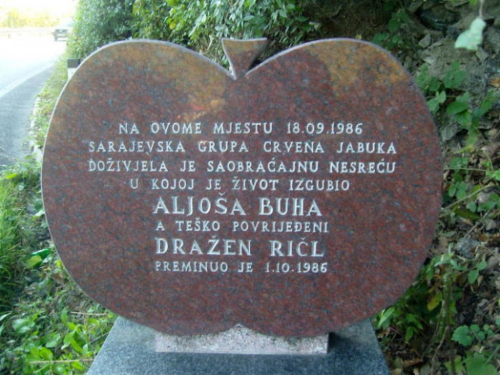 NA OVOME MJESTU 18.09.1986
SARAJEVSKA GRUPA CRVENA JABUKA
DOŽIVJELA JE SAOBRAĆAJNU NESREĆU
U KOJOJ JE ŽIVOT IZGUBIO
ALJOŠA BUHA
A TEŠKO POVRIJEĐENI
DRAŽEN RIČL
PREMINUO JE 1.10.1986